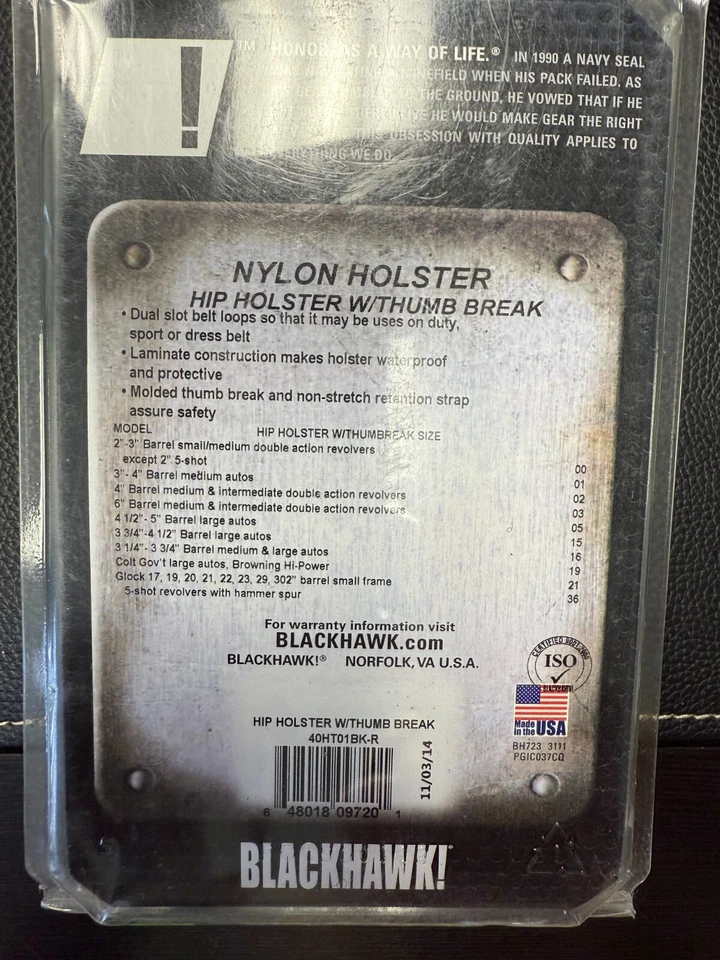 ! ™ HONOR AS A WAY OF LIFE.® IN 1990 A NAVY SEAL
MINEFIELD WHEN HIS PACK FAILED. AS
TO THE GROUND, HE VOWED THAT IF HE
HE WOULD MAKE GEAR THE RIGHT
OBSESSION WITH QUALITY APPLIES TO
EVERYTHING WE DO.
NYLON HOLSTER
HIP HOLSTER W/THUMB BREAK
• Dual slot belt loops so that it may be uses on duty,
sport or dress belt
• Laminate construction makes holster waterproof
and protective
• Molded thumb break and non-stretch retention strap
assure safety
MODEL HIP HOLSTER W/THUMBREAK SIZE
2"-3" Barrel small/medium double action revolvers
except 2" 5-shot 00
3"- 4" Barrel medium autos 01
4" Barrel medium & intermediate double action revolvers 02
6" Barrel medium & intermediate double action revolvers 03
4 1/2"- 5" Barrel large autos 05
3 3/4"-4 1/2" Barrel large autos 15
3 1/4"- 3 3/4" Barrel medium & large autos 16
Colt Gov't large autos, Browning Hi-Power 19
Glock 17, 19, 20, 21, 22, 23, 29, 302" barrel small frame 21
5-shot revolvers with hammer spur 36
For warranty information visit
BLACKHAWK.com
BLACKHAWK!® NORFOLK, VA U.S.A.
ISO
Made
in the USA
BH723 3111
PGIC037CQ
HIP HOLSTER W/THUMB BREAK
40HT01BK-R
11/03/14
6 48018 09720 1
BLACKHAWK!